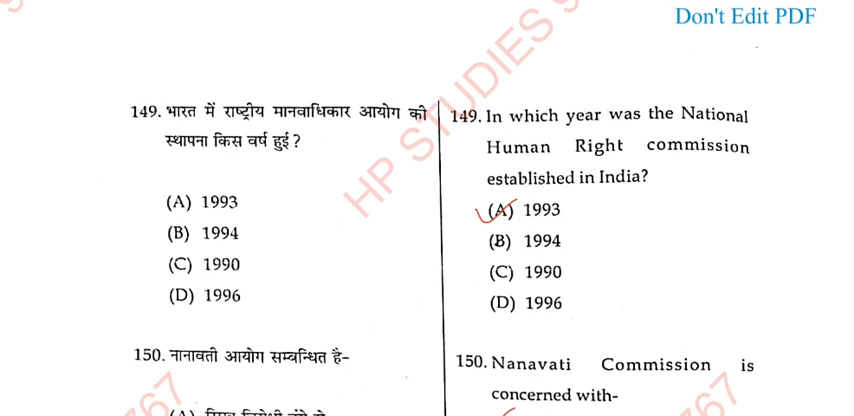 Don't Edit PDF
HP STUDIES
149. भारत में राष्ट्रीय मानवाधिकार आयोग की
स्थापना किस वर्ष हुई ?
(A) 1993
(B) 1994
(C) 1990
(D) 1996
150. नानावती आयोग सम्बन्धित है-
149. In which year was the National
Human Right commission
established in India?
(A) 1993
(B) 1994
(C) 1990
(D) 1996
150. Nanavati Commission is
concerned with-
767
767